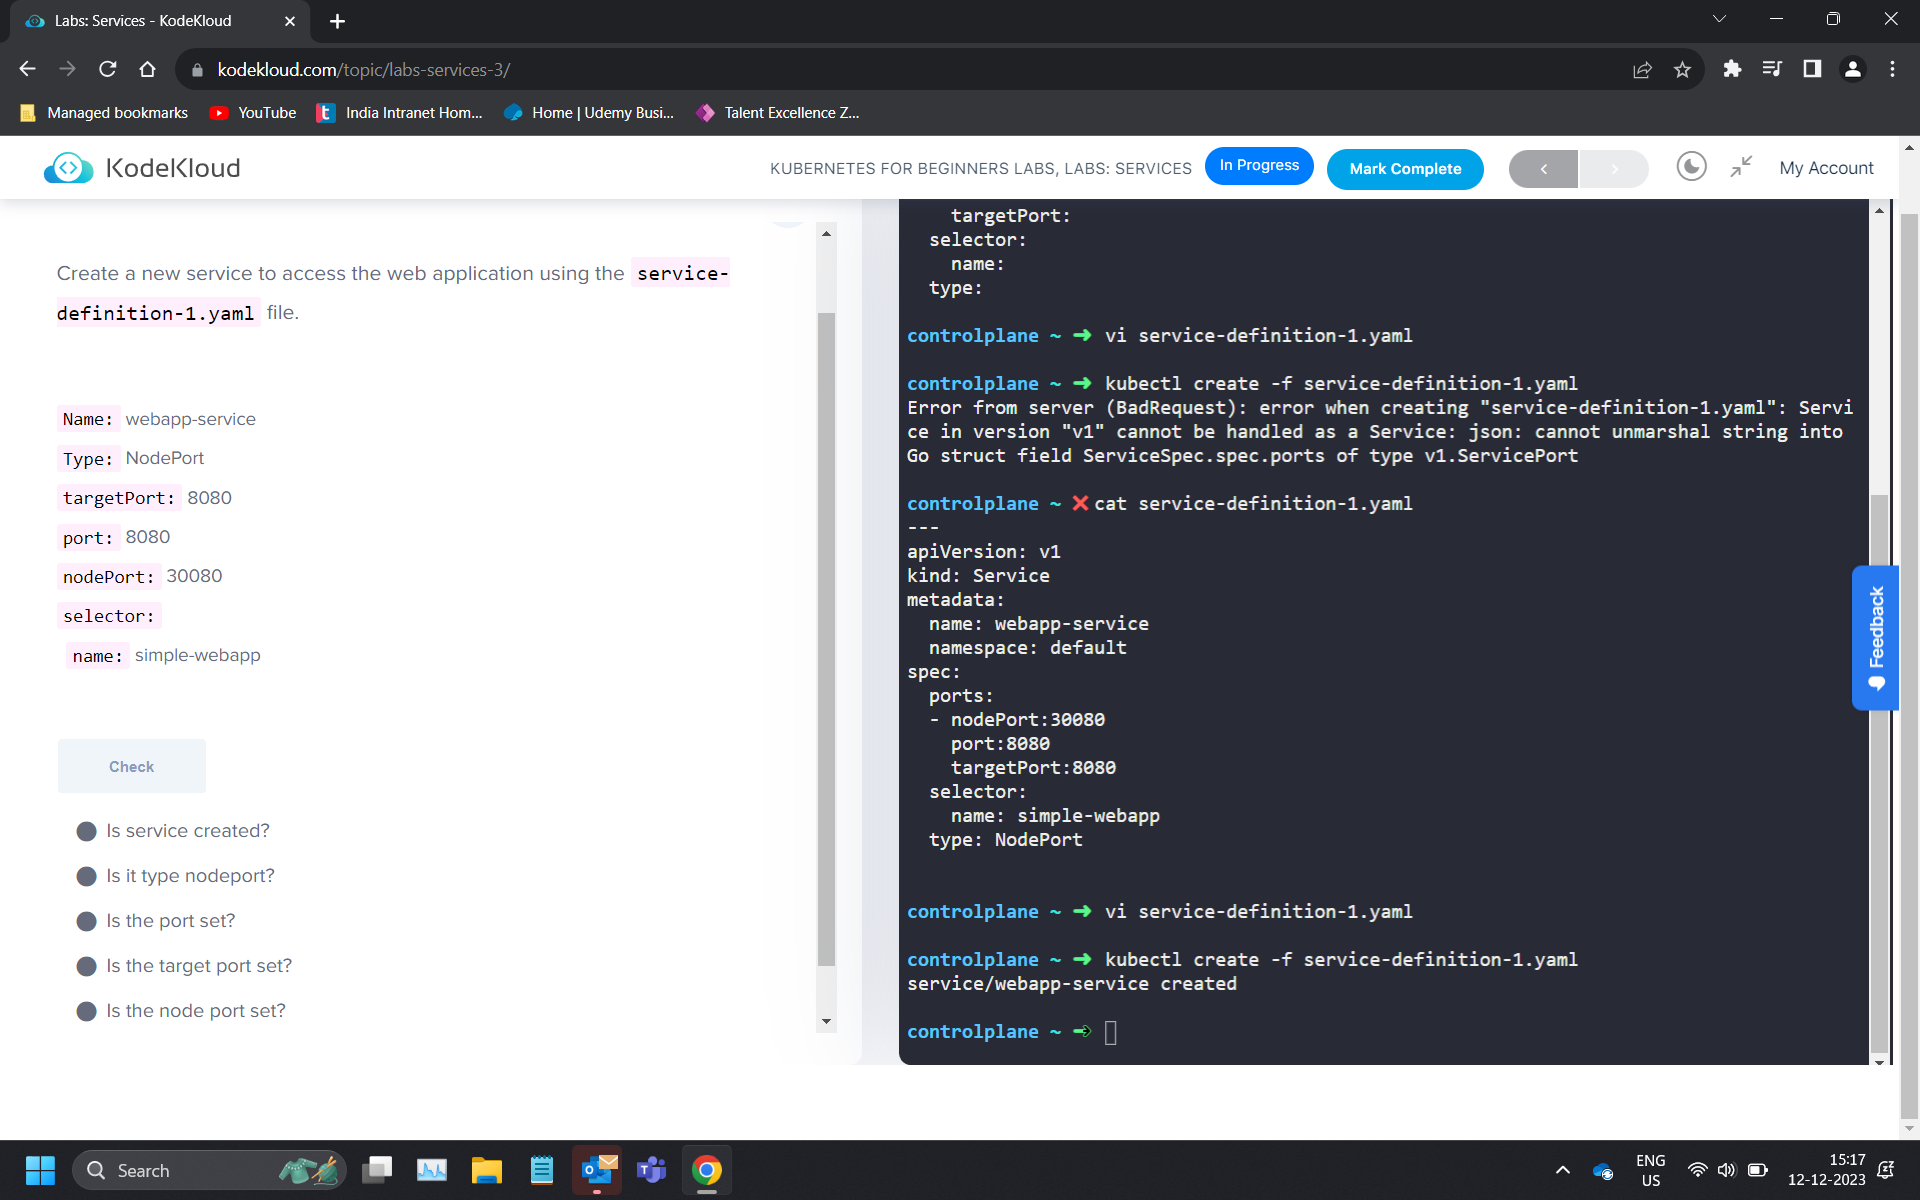 Labs: Services - KodeKloud
kodekloud.com/topic/labs-services-3/
Managed bookmarks
YouTube
India Intranet Hom...
Home | Udemy Busi...
Talent Excellence Z...
KodeKloud
KUBERNETES FOR BEGINNERS LABS, LABS: SERVICES
In Progress
Mark Complete
My Account
Create a new service to access the web application using the service-
definition-1.yaml file.
Name: webapp-service
Type: NodePort
targetPort: 8080
port: 8080
nodePort: 30080
selector:
name: simple-webapp
Check
Is service created?
Is it type nodeport?
Is the port set?
Is the target port set?
Is the node port set?
targetPort:
selector:
name:
type:
controlplane ~ ➜ vi service-definition-1.yaml
controlplane ~ ➜ kubectl create -f service-definition-1.yaml
Error from server (BadRequest): error when creating "service-definition-1.yaml": Servi
ce in version "v1" cannot be handled as a Service: json: cannot unmarshal string into
Go struct field ServiceSpec.spec.ports of type v1.ServicePort
controlplane ~ ✖ cat service-definition-1.yaml
---
apiVersion: v1
kind: Service
metadata:
name: webapp-service
namespace: default
spec:
ports:
- nodePort:30080
port:8080
targetPort:8080
selector:
name: simple-webapp
type: NodePort
controlplane ~ ➜ vi service-definition-1.yaml
controlplane ~ ➜ kubectl create -f service-definition-1.yaml
service/webapp-service created
controlplane ~ ➜
Feedback
Search
ENG
US
15:17
12-12-2023